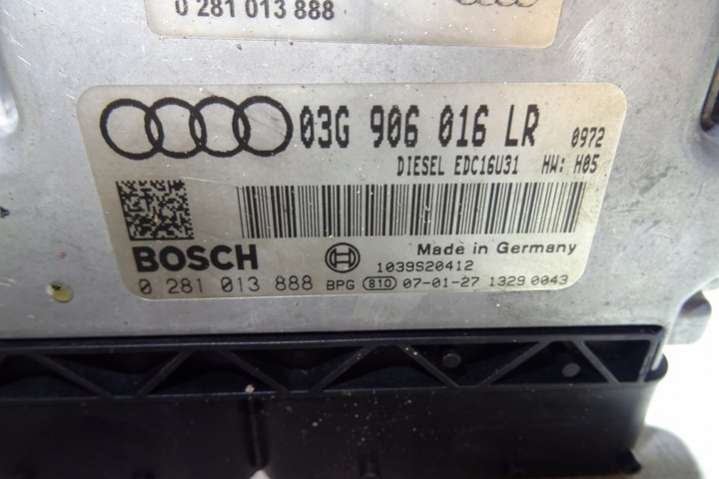 0 281 013 888
03G 906 016 LR 0972
DIESEL EDC16U31 HW: H05
BOSCH Made in Germany
1039S20412
0 281 013 888 BPG 810 07-01-27 1329 0043